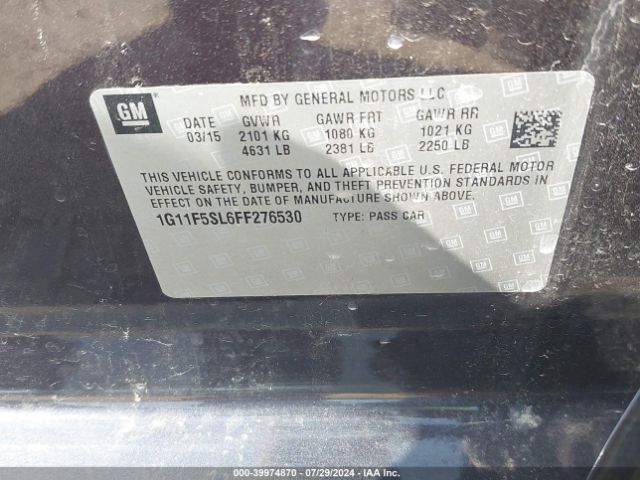 GM ® MFD BY GENERAL MOTORS LLC
DATE GVWR GAWR FRT GAWR RR
03/15 2101 KG 1080 KG 1021 KG
4631 LB 2381 LB 2250 LB
THIS VEHICLE CONFORMS TO ALL APPLICABLE U.S. FEDERAL MOTOR
VEHICLE SAFETY, BUMPER, AND THEFT PREVENTION STANDARDS IN
EFFECT ON THE DATE OF MANUFACTURE SHOWN ABOVE.
1G11F5SL6FF276530 TYPE: PASS CAR
000-39974870 | 07/29/2024 | IAA Inc.